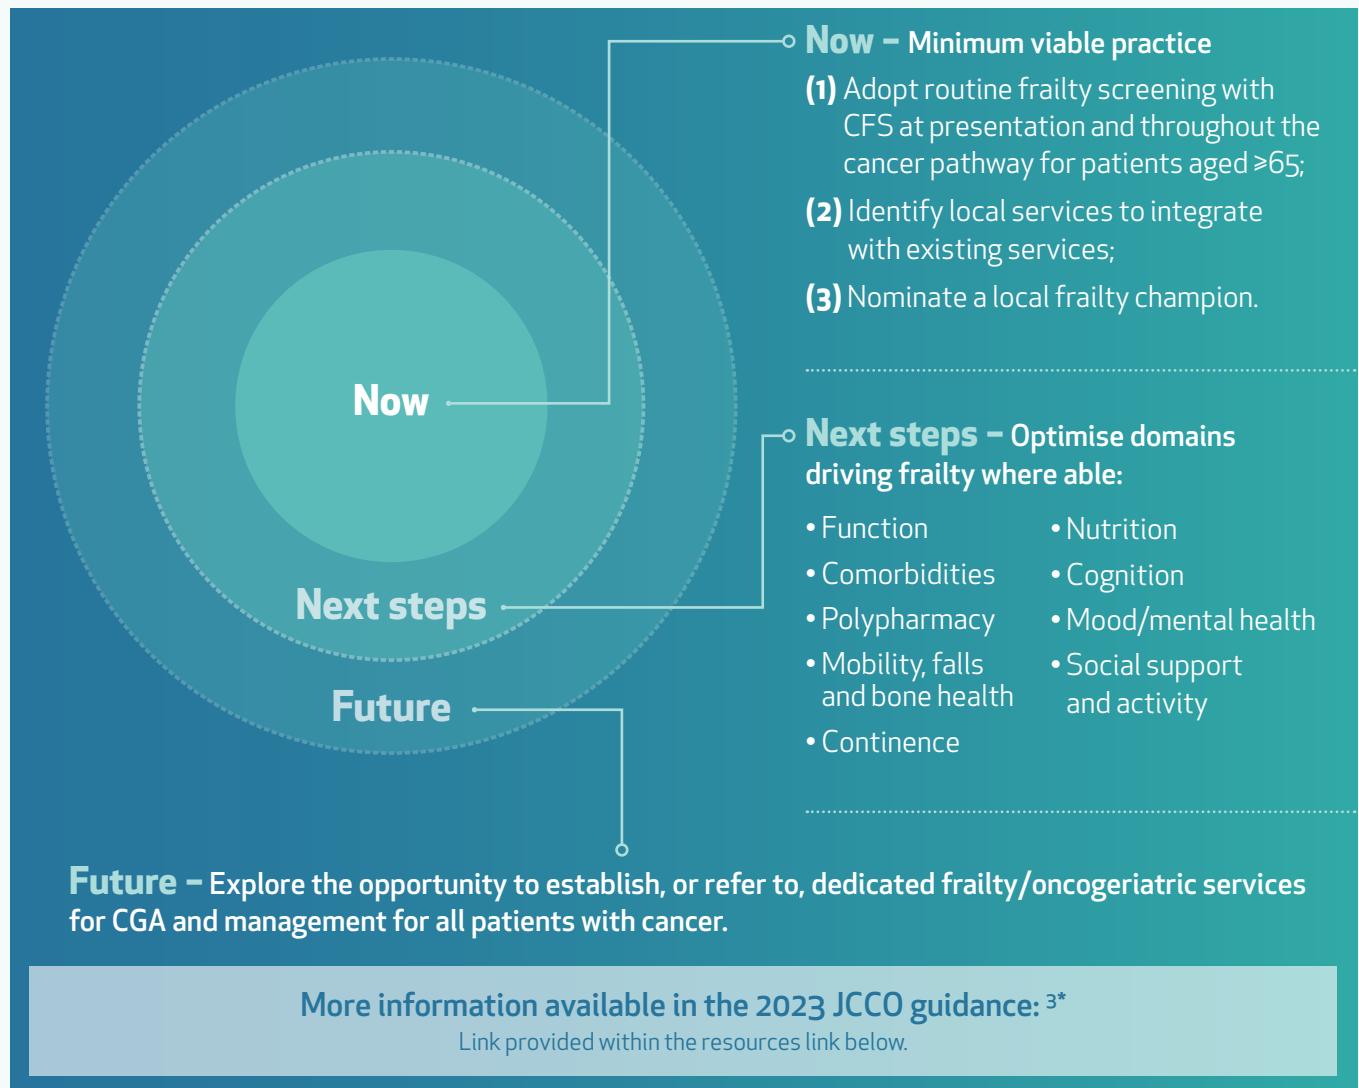 Now
Next steps
Future
Now – Minimum viable practice
(1) Adopt routine frailty screening with
CFS at presentation and throughout the
cancer pathway for patients aged ≥65;
(2) Identify local services to integrate
with existing services;
(3) Nominate a local frailty champion.
Next steps – Optimise domains
driving frailty where able:
• Function
• Comorbidities
• Polypharmacy
• Mobility, falls
and bone health
• Continence
• Nutrition
• Cognition
• Mood/mental health
• Social support
and activity
Future – Explore the opportunity to establish, or refer to, dedicated frailty/oncogeriatric services
for CGA and management for all patients with cancer.
More information available in the 2023 JCCO guidance: 3*
Link provided within the resources link below.